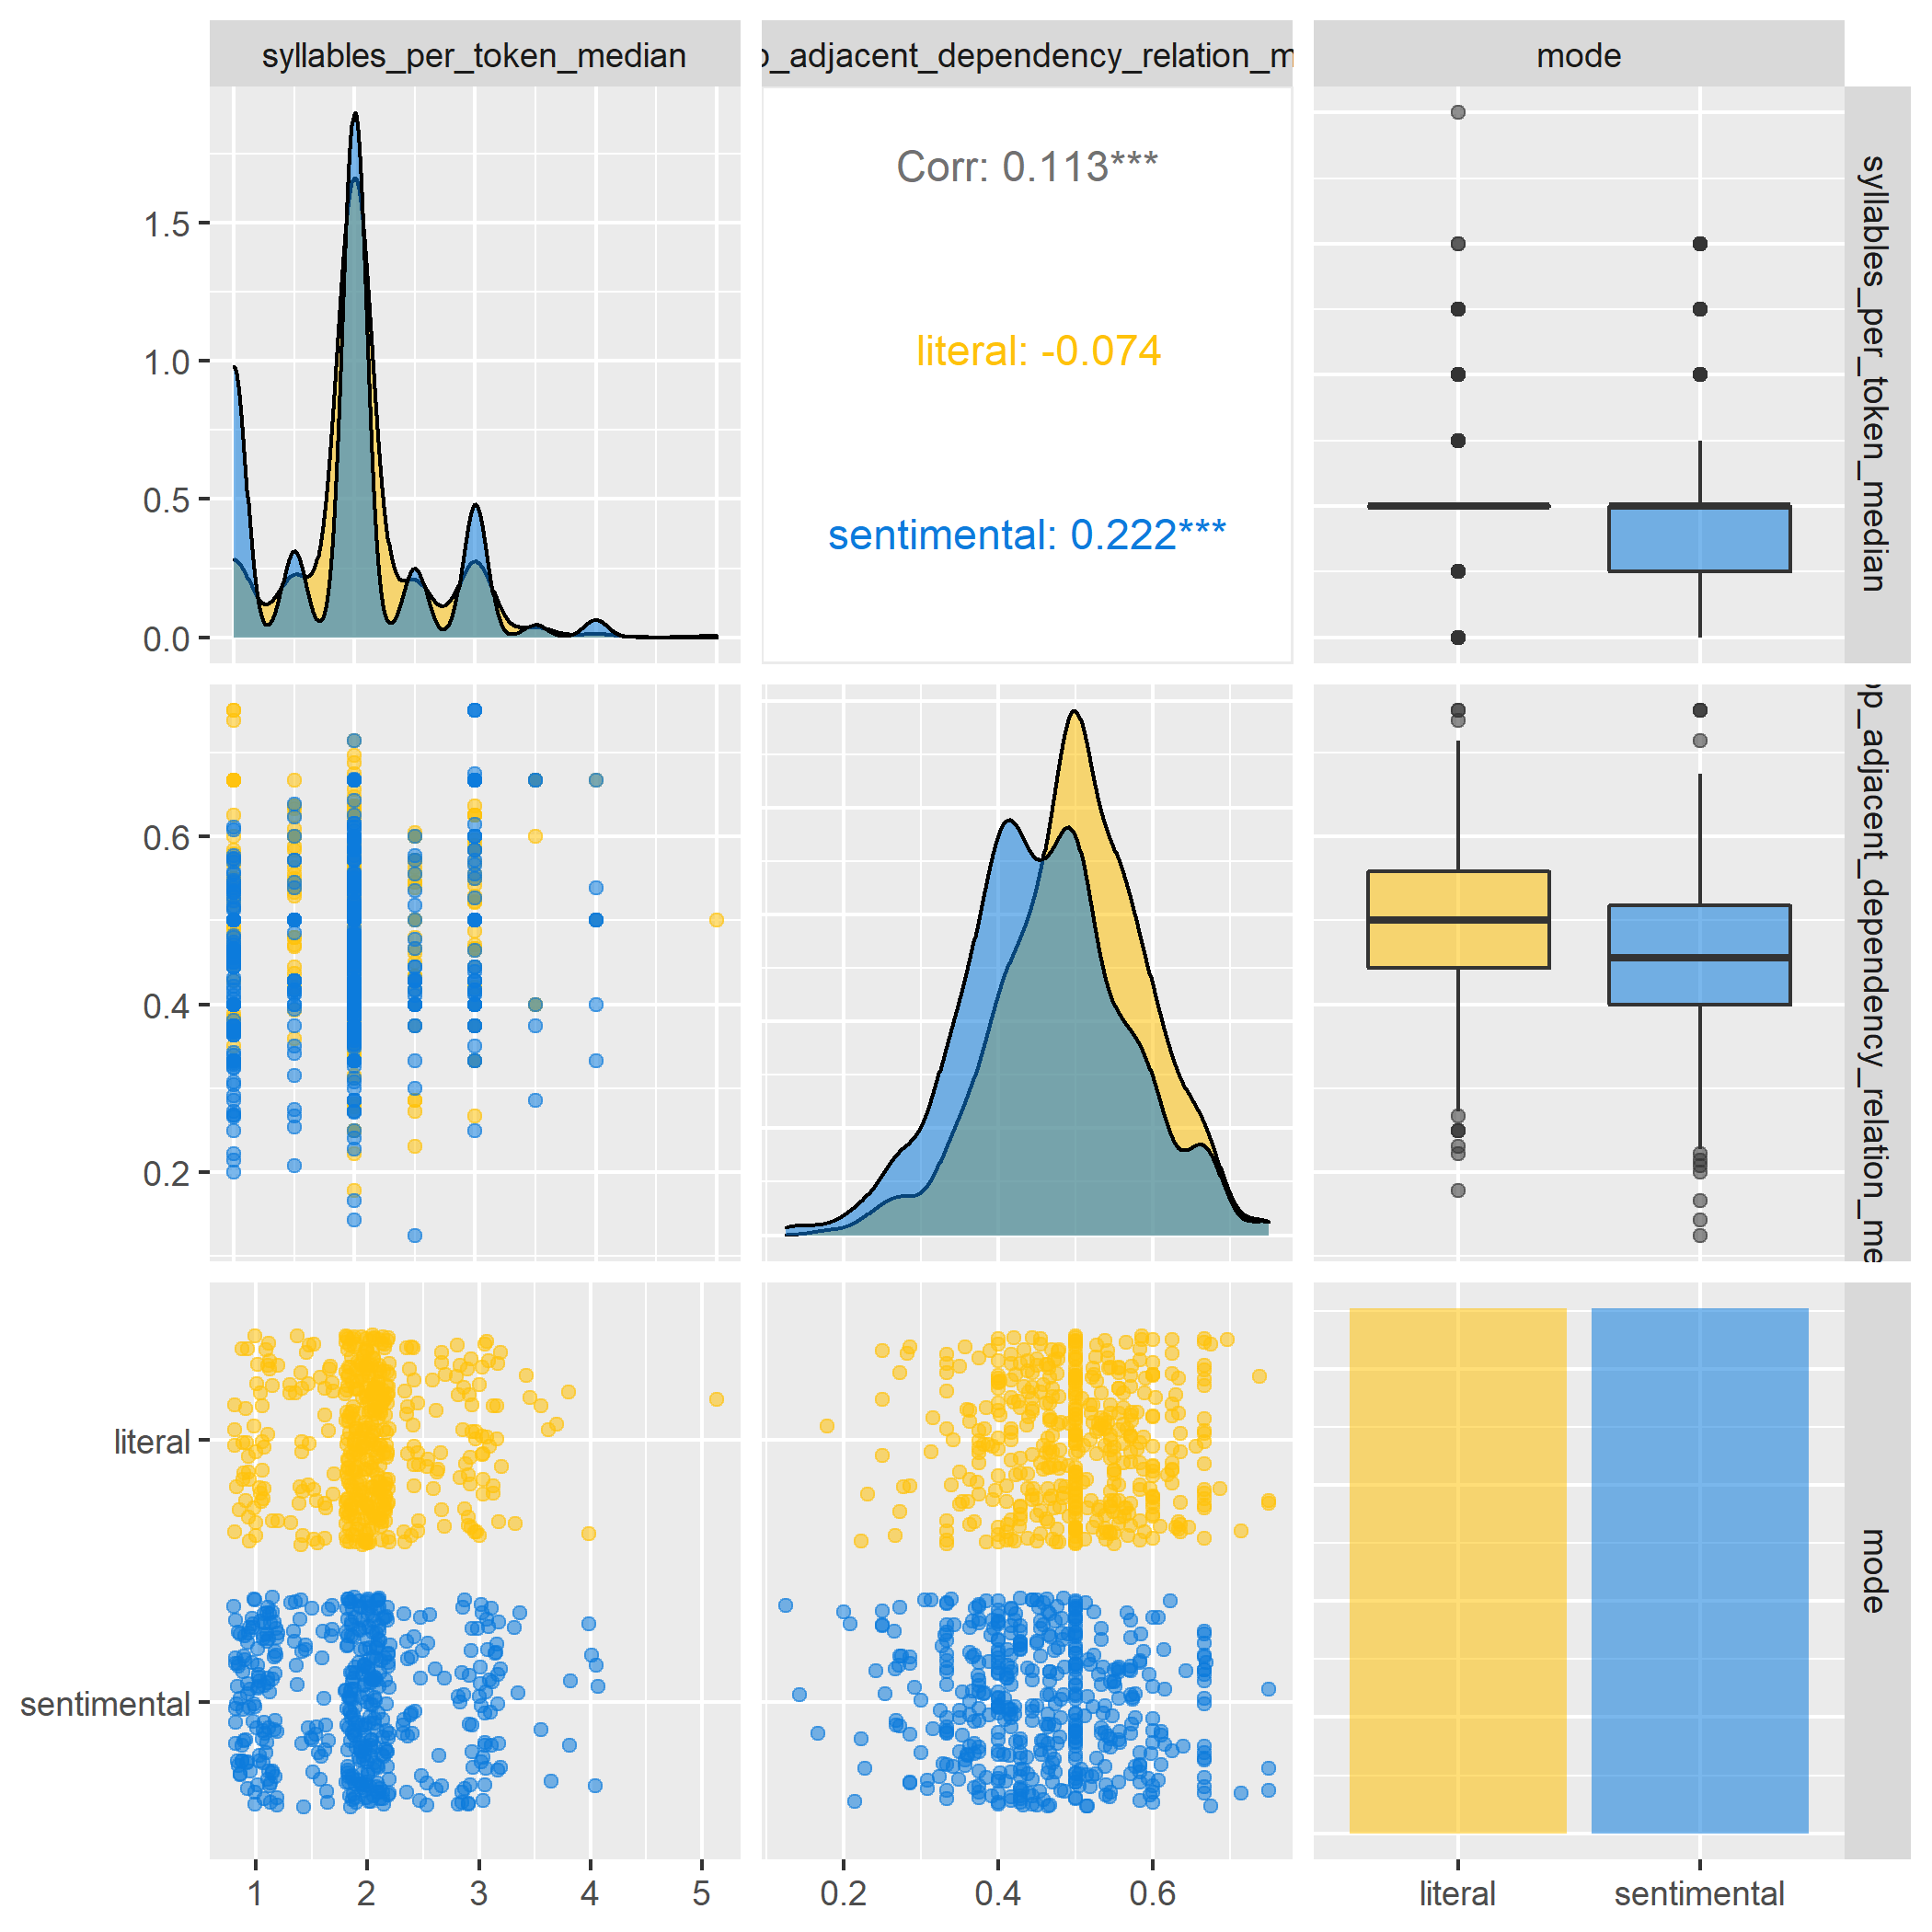 syllables_per_token_median
adjacent_dependency_relation
mode
1.5
1.0
0.5
0.0
Corr: 0.113***
literal: -0.074
sentimental: 0.222***
syllables_per_token_median
0.6
0.4
0.2
adjacent_dependency_relation
literal
sentimental
mode
1 2 3 4 5
0.2 0.4 0.6
literal sentimental